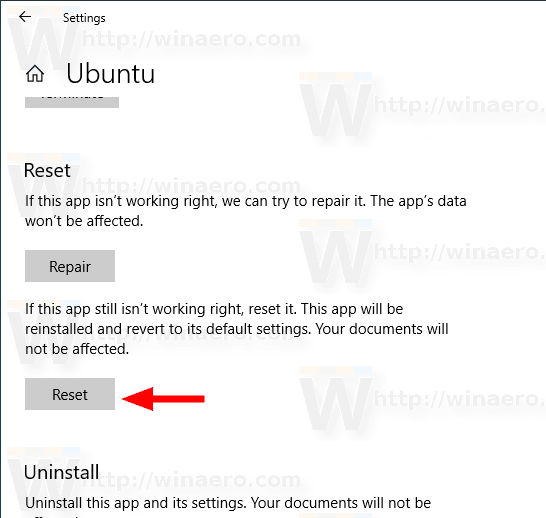 Settings
http://winaero.com
Ubuntu
http://winaero.com
Terminate
Reset
If this app isn’t working right, we can try to repair it. The app’s data
won’t be affected.
http://winaero.com
Repair
If this app still isn’t working right, reset it. This app will be
reinstalled and revert to its default settings. Your documents will
not be affected.
http://winaero.com
Reset
http://winaero.com
Uninstall
http://winaero.com
Uninstall this app and its settings. Your documents will not be